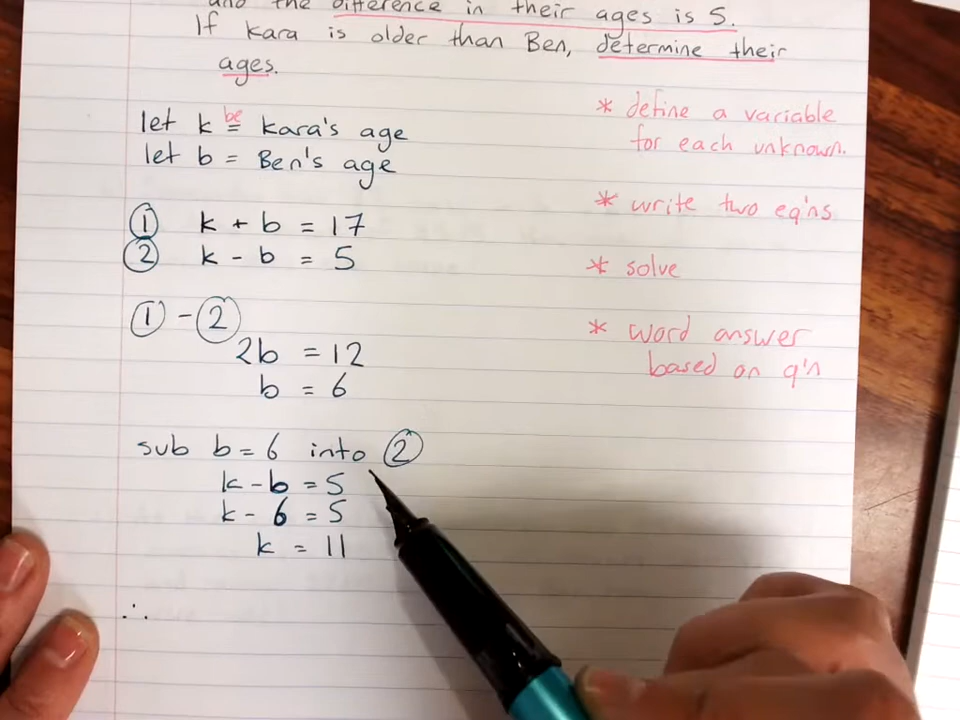 and the difference in their ages is 5.
If Kara is older than Ben, determine their
ages.
let k be = Kara's age
let b = Ben's age
① k + b = 17
② k - b = 5
① - ②
2b = 12
b = 6
sub b = 6 into ②
k - b = 5
k - 6 = 5
k = 11
∴
* define a variable
for each unknown.
* write two eq'ns
* solve
* word answer
based on q'n